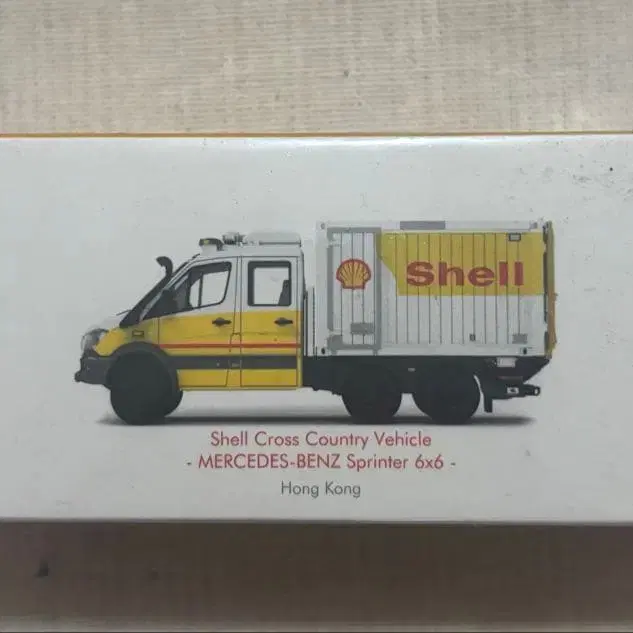 Shell
Shell Cross Country Vehicle
- MERCEDES-BENZ Sprinter 6x6 -
Hong Kong